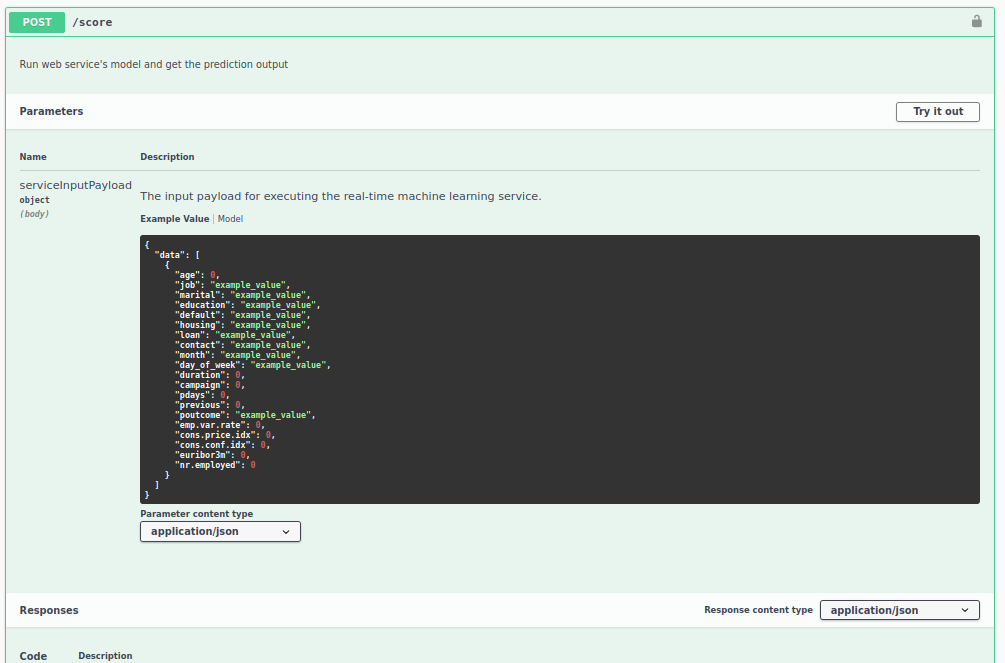 POST /score
Run web service's model and get the prediction output
Parameters Try it out
Name Description
serviceInputPayload
object
(body)
The input payload for executing the real-time machine learning service.
Example Value | Model
{
  "data": [
    {
      "age": 0,
      "job": "example_value",
      "marital": "example_value",
      "education": "example_value",
      "default": "example_value",
      "housing": "example_value",
      "loan": "example_value",
      "contact": "example_value",
      "month": "example_value",
      "day_of_week": "example_value",
      "duration": 0,
      "campaign": 0,
      "pdays": 0,
      "previous": 0,
      "poutcome": "example_value",
      "emp.var.rate": 0,
      "cons.price.idx": 0,
      "cons.conf.idx": 0,
      "euribor3m": 0,
      "nr.employed": 0
    }
  ]
}
Parameter content type
application/json
Responses Response content type application/json
Code Description